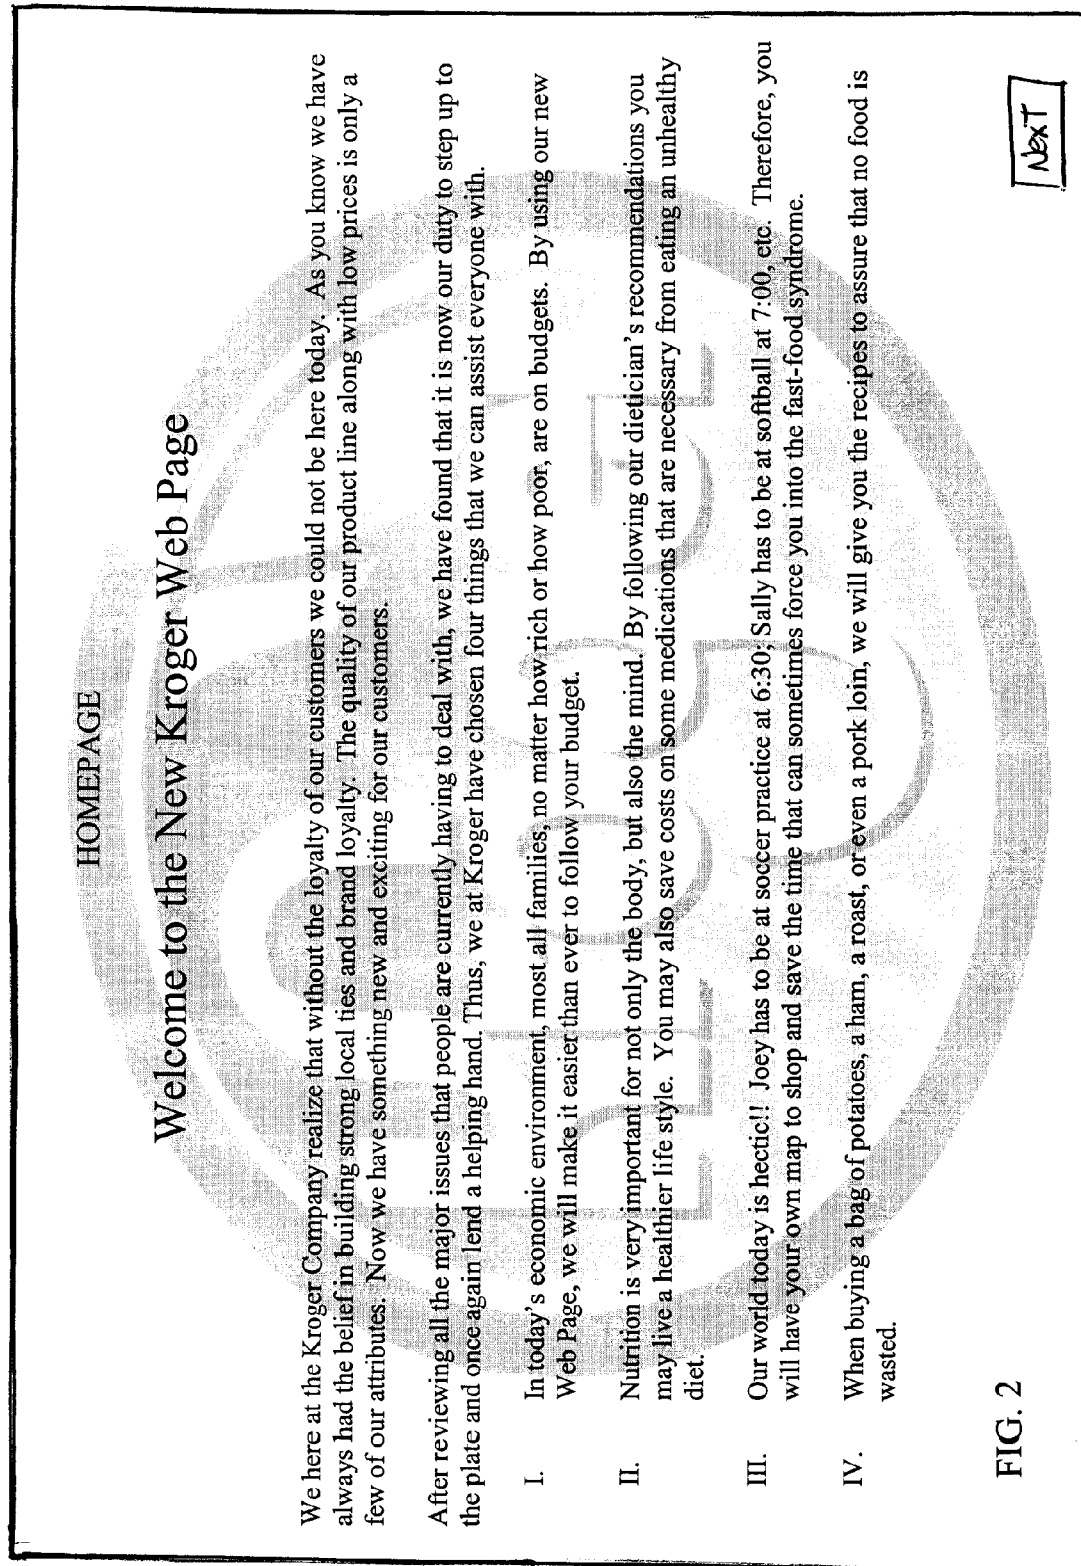 HOMEPAGE
Welcome to the New Kroger Web Page
We here at the Kroger Company realize that without the loyalty of our customers we could not be here today. As you know we have
always had the belief in building strong local ties and brand loyalty. The quality of our product line along with low prices is only a
few of our attributes. Now we have something new and exciting for our customers.
After reviewing all the major issues that people are currently having to deal with, we have found that it is now our duty to step up to
the plate and once again lend a helping hand. Thus, we at Kroger have chosen four things that we can assist everyone with.
I. In today's economic environment, most all families, no matter how rich or how poor, are on budgets. By using our new
Web Page, we will make it easier than ever to follow your budget.
II. Nutrition is very important for not only the body, but also the mind. By following our dietician's recommendations you
may live a healthier life style. You may also save costs on some medications that are necessary from eating an unhealthy
diet.
III. Our world today is hectic!! Joey has to be at soccer practice at 6:30; Sally has to be at softball at 7:00, etc. Therefore, you
will have your own map to shop and save the time that can sometimes force you into the fast-food syndrome.
IV. When buying a bag of potatoes, a ham, a roast, or even a pork loin, we will give you the recipes to assure that no food is
wasted.
NexT
FIG. 2